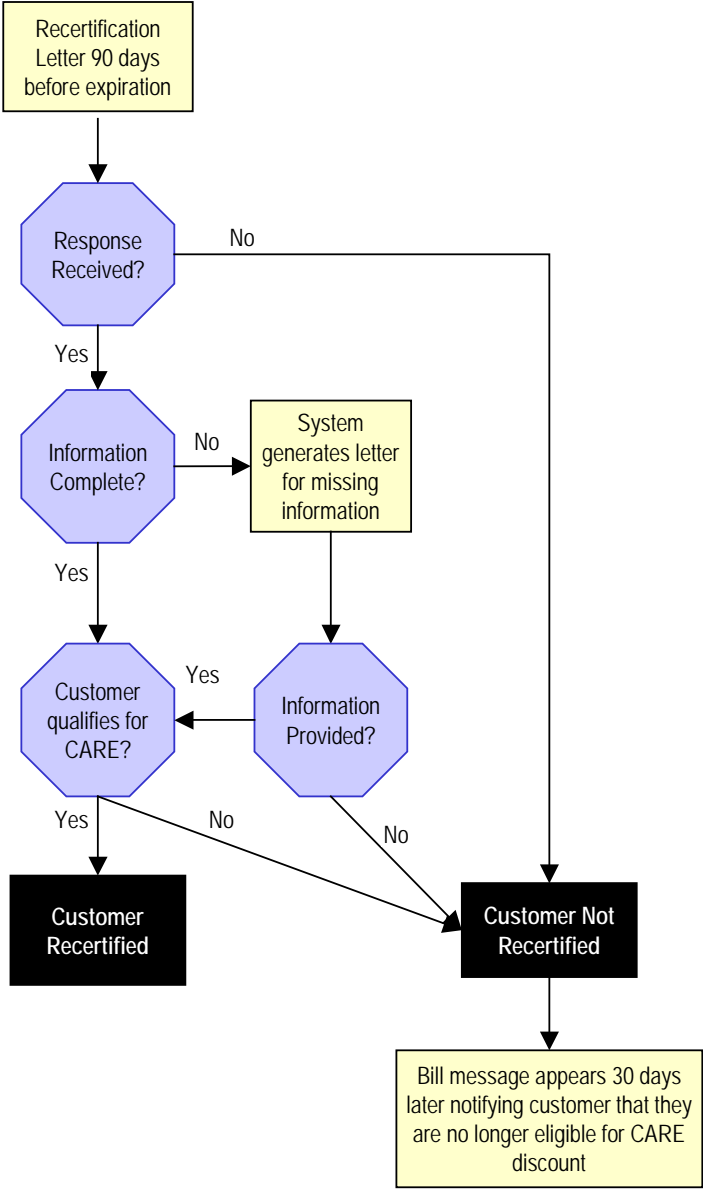 Recertification
Letter 90 days
before expiration
Response
Received?
No
Yes
Information
Complete?
No
System
generates letter
for missing
information
Yes
Customer
qualifies for
CARE?
Yes
Information
Provided?
Yes
No
No
Customer
Recertified
Customer Not
Recertified
Bill message appears 30 days
later notifying customer that they
are no longer eligible for CARE
discount